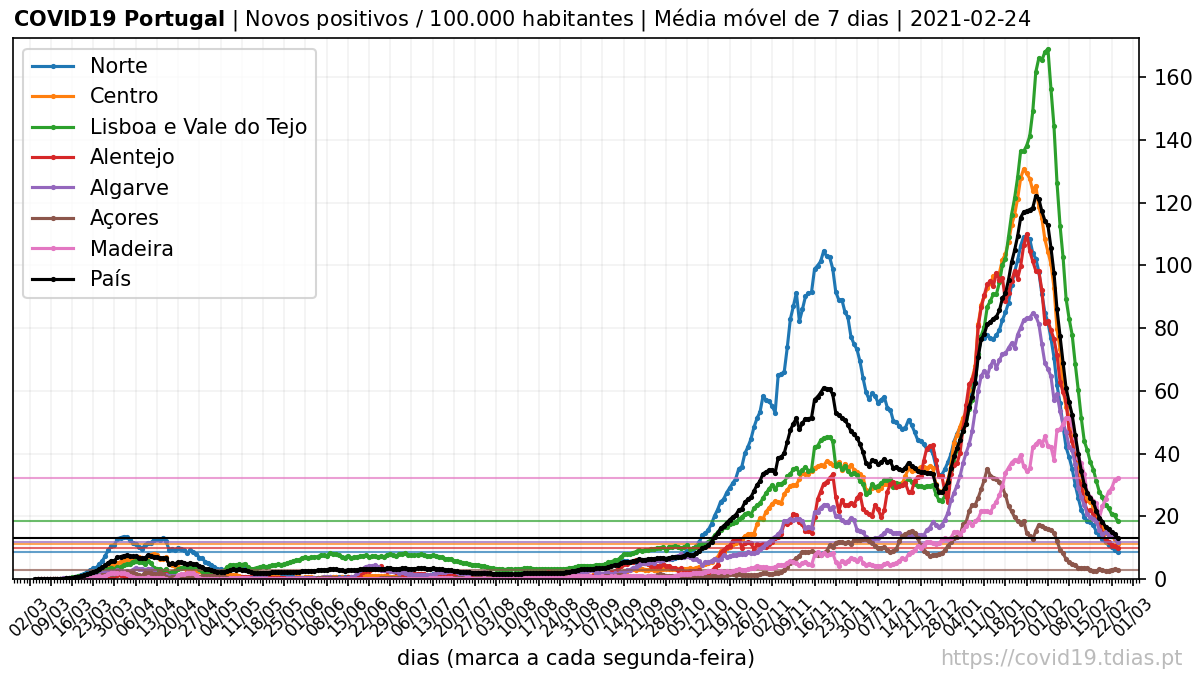 COVID19 Portugal | Novos positivos / 100.000 habitantes | Média móvel de 7 dias | 2021-02-24
Norte
Centro
Lisboa e Vale do Tejo
Alentejo
Algarve
Açores
Madeira
País
160
140
120
100
80
60
40
20
0
02/03 09/03 16/03 23/03 30/03 06/04 13/04 20/04 27/04 04/05 11/05 18/05 25/05 01/06 08/06 15/06 22/06 29/06 06/07 13/07 20/07 27/07 03/08 10/08 17/08 24/08 31/08 07/09 14/09 21/09 28/09 05/10 12/10 19/10 26/10 02/11 09/11 16/11 23/11 30/11 07/12 14/12 21/12 28/12 04/01 11/01 18/01 25/01 01/02 08/02 15/02 22/02 01/03
dias (marca a cada segunda-feira)
https://covid19.tdias.pt